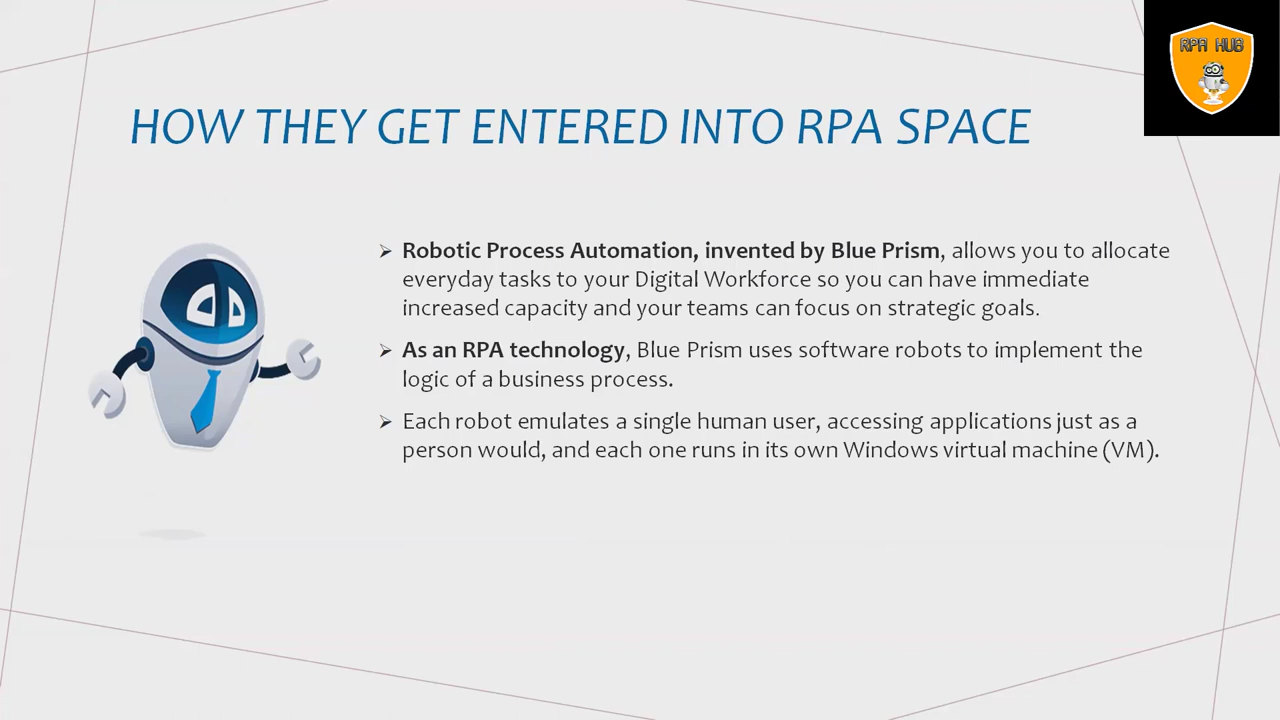 RPA HUB
HOW THEY GET ENTERED INTO RPA SPACE
➢ Robotic Process Automation, invented by Blue Prism, allows you to allocate
everyday tasks to your Digital Workforce so you can have immediate
increased capacity and your teams can focus on strategic goals.
➢ As an RPA technology, Blue Prism uses software robots to implement the
logic of a business process.
➢ Each robot emulates a single human user, accessing applications just as a
person would, and each one runs in its own Windows virtual machine (VM).